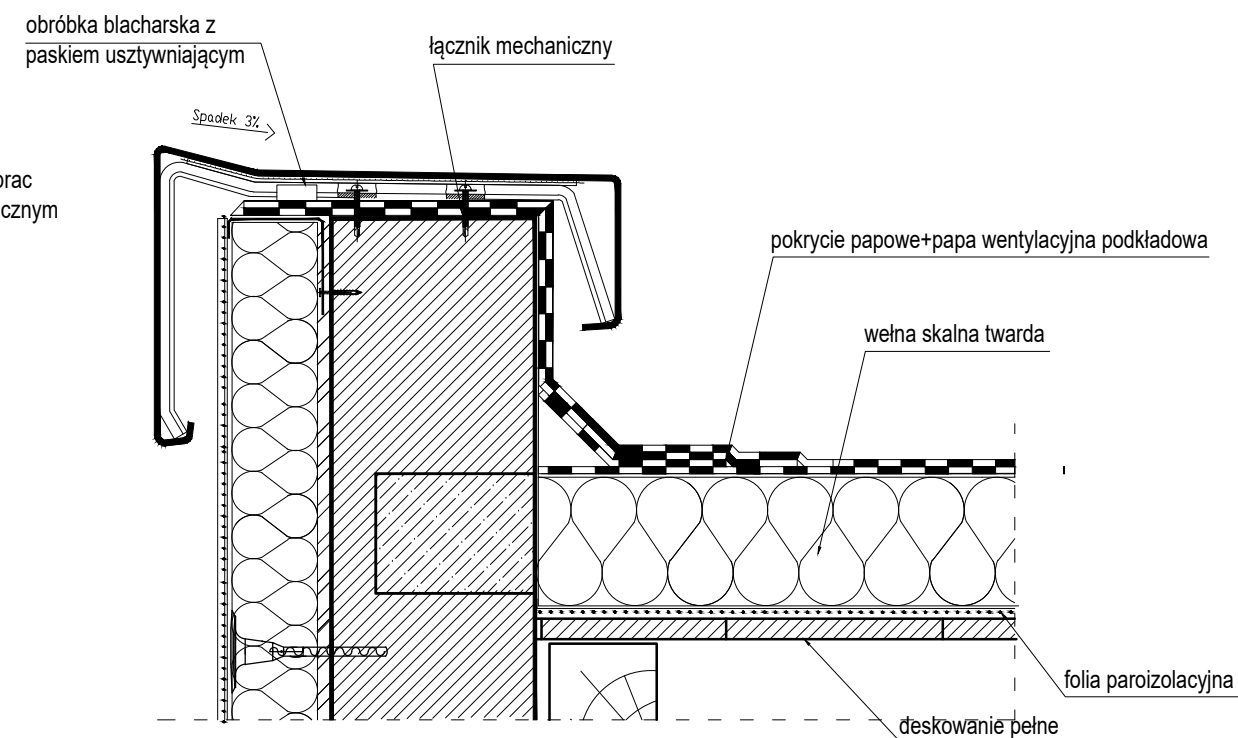 obróbka blacharska z
paskiem usztywniającym
łącznik mechaniczny
Spadek 3%
pokrycie papowe+papa wentylacyjna podkładowa
wełna skalna twarda
folia paroizolacyjna
deskowanie pełne